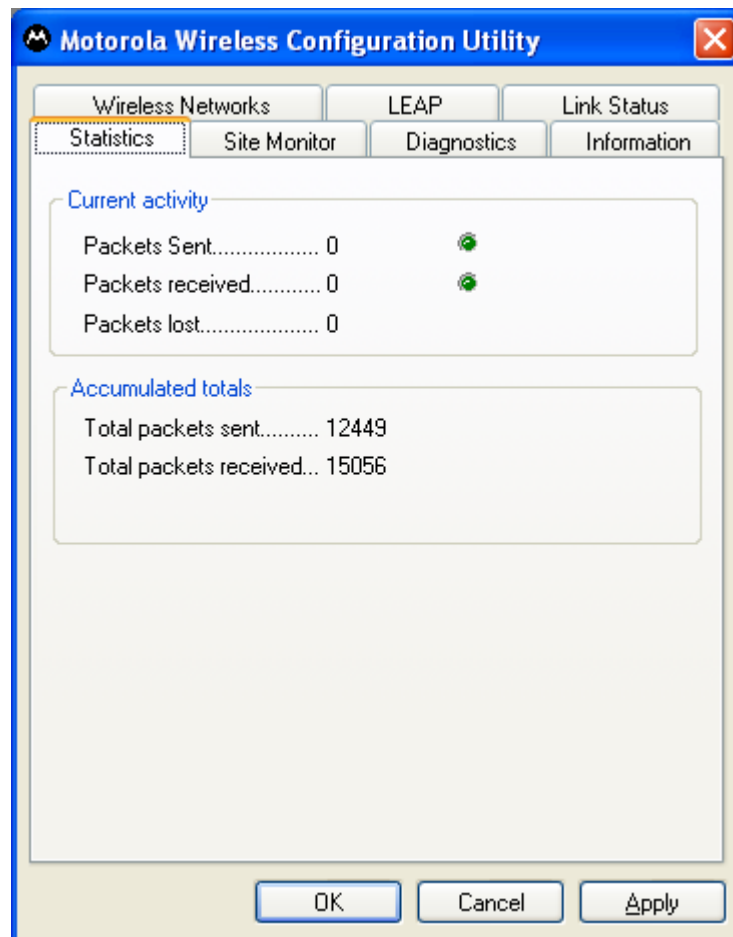 Motorola Wireless Configuration Utility
Wireless Networks LEAP Link Status
Statistics Site Monitor Diagnostics Information
Current activity
Packets Sent.................. 0
Packets received............ 0
Packets lost.................... 0
Accumulated totals
Total packets sent.......... 12449
Total packets received... 15056
OK Cancel Apply